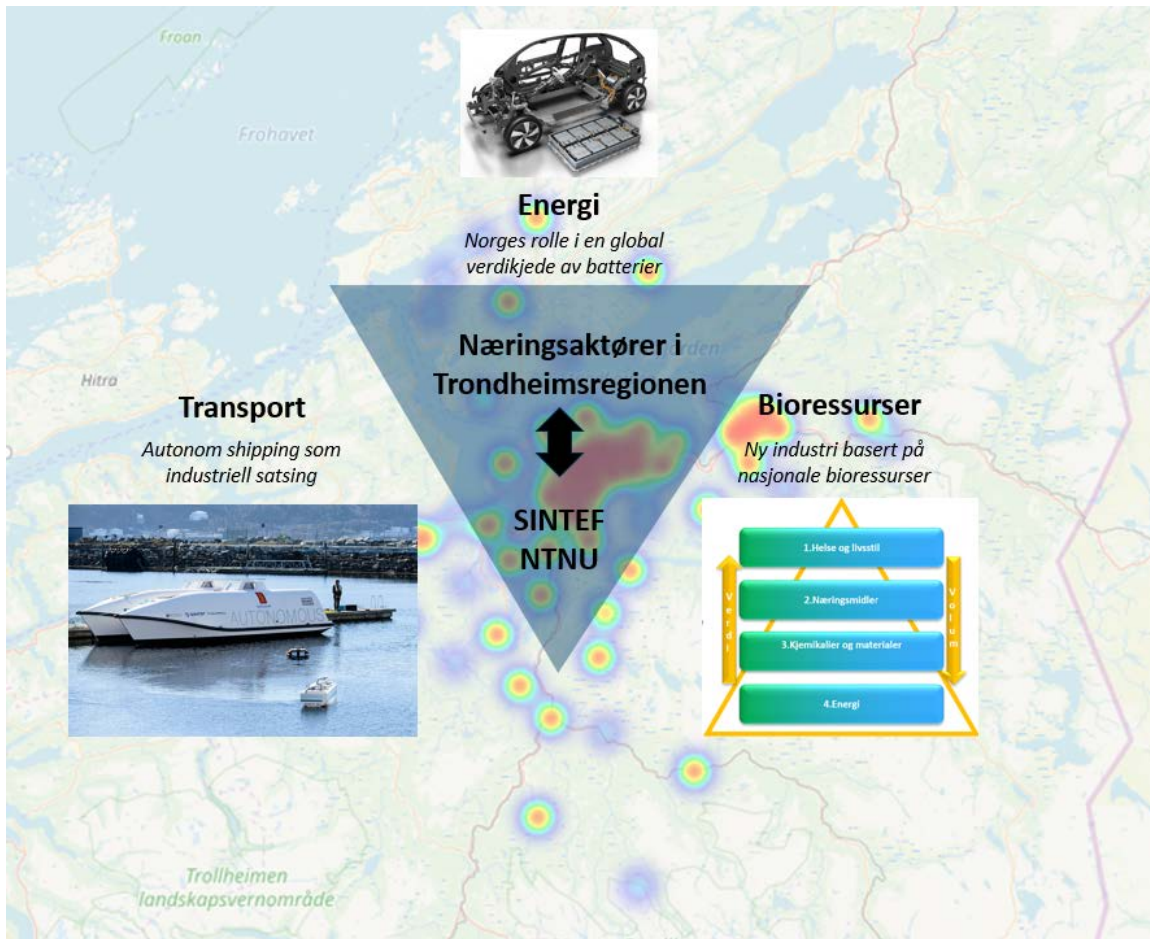 Froan
Frohavet
Energi
Norges rolle i en global
verdikjede av batterier
Næringsaktører i
Trondheimsregionen
Hitra
Transport
Autonom shipping som
industriell satsing
Bioressurser
Ny industri basert på
nasjonale bioressurser
SINTEF
NTNU
AUTONOMOUS
1.Helse og livsstil
2.Næringsmidler
3.Kjemikalier og materialer
4.Energi
Verdi
Volum
Trollheimen
landskapsvernområde